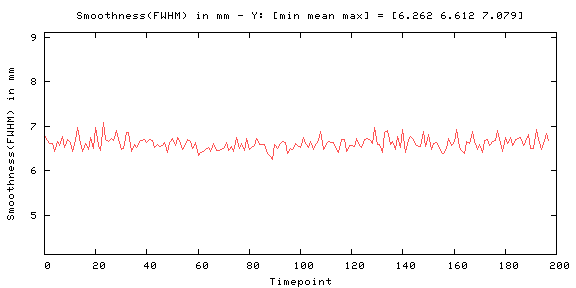 Smoothness(FWHM) in mm - Y: [min mean max] = [6.262 6.612 7.079]
9
8
7
6
5
Smoothness(FWHM) in mm
0 20 40 60 80 100 120 140 160 180 200
Timepoint